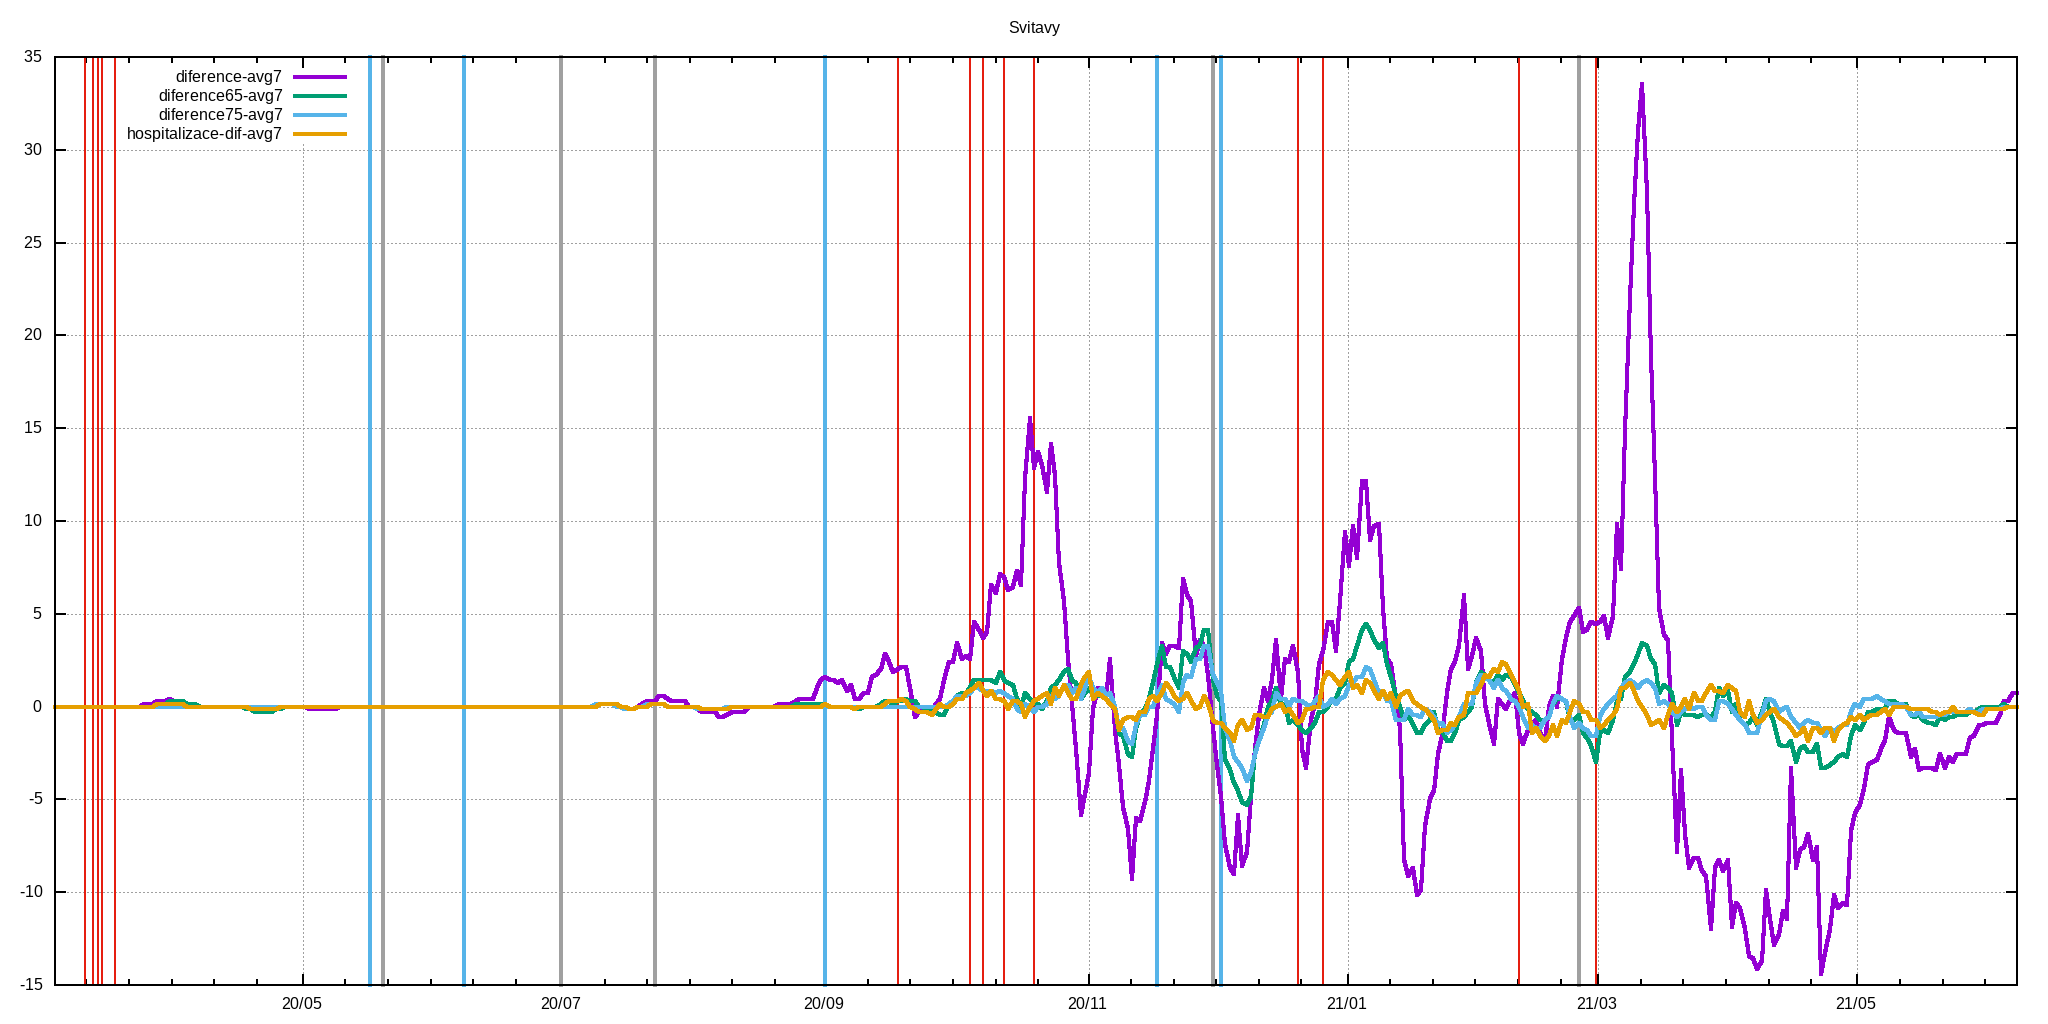 Svitavy
diference-avg7
diference65-avg7
diference75-avg7
hospitalizace-dif-avg7
35
30
25
20
15
10
5
0
-5
-10
-15
20/05 20/07 20/09 20/11 21/01 21/03 21/05